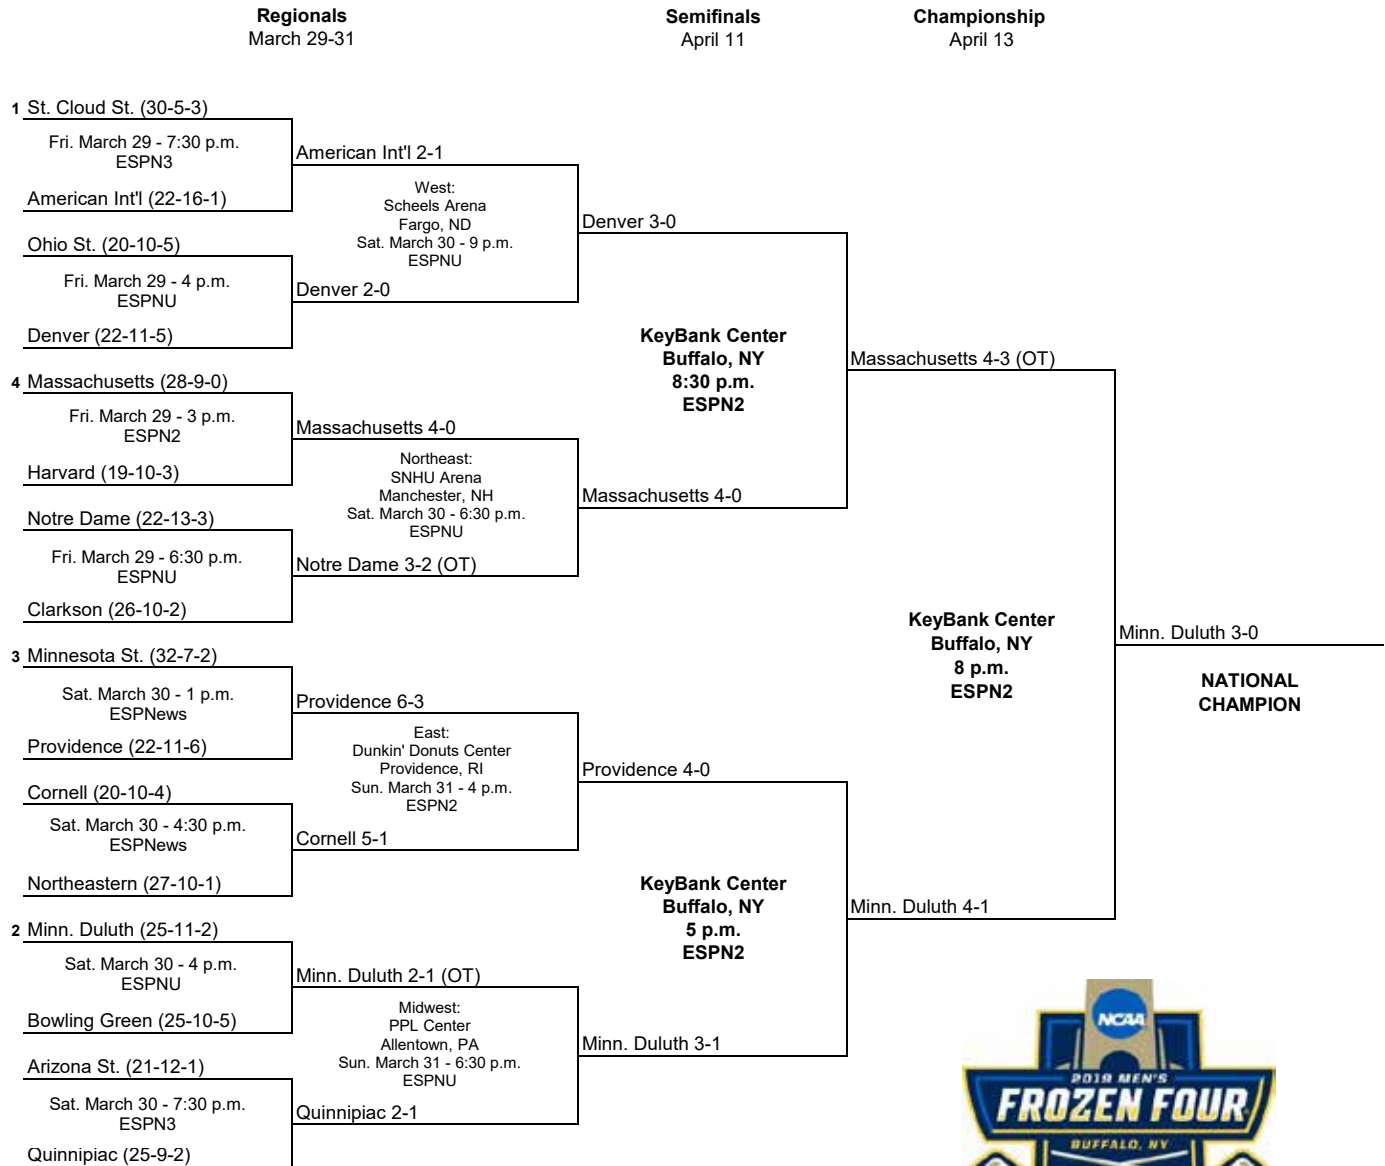 Regionals
March 29-31
Semifinals
April 11
Championship
April 13
1 St. Cloud St. (30-5-3)
Fri. March 29 - 7:30 p.m.
ESPN3
American Int'l (22-16-1)
Ohio St. (20-10-5)
Fri. March 29 - 4 p.m.
ESPNU
Denver (22-11-5)
4 Massachusetts (28-9-0)
Fri. March 29 - 3 p.m.
ESPN2
Harvard (19-10-3)
Notre Dame (22-13-3)
Fri. March 29 - 6:30 p.m.
ESPNU
Clarkson (26-10-2)
3 Minnesota St. (32-7-2)
Sat. March 30 - 1 p.m.
ESPNews
Providence (22-11-6)
Cornell (20-10-4)
Sat. March 30 - 4:30 p.m.
ESPNews
Northeastern (27-10-1)
2 Minn. Duluth (25-11-2)
Sat. March 30 - 4 p.m.
ESPNU
Bowling Green (25-10-5)
Arizona St. (21-12-1)
Sat. March 30 - 7:30 p.m.
ESPN3
Quinnipiac (25-9-2)
American Int'l 2-1
West:
Scheels Arena
Fargo, ND
Sat. March 30 - 9 p.m.
ESPNU
Denver 2-0
Massachusetts 4-0
Northeast:
SNHU Arena
Manchester, NH
Sat. March 30 - 6:30 p.m.
ESPNU
Notre Dame 3-2 (OT)
Providence 6-3
East:
Dunkin' Donuts Center
Providence, RI
Sun. March 31 - 4 p.m.
ESPN2
Cornell 5-1
Minn. Duluth 2-1 (OT)
Midwest:
PPL Center
Allentown, PA
Sun. March 31 - 6:30 p.m.
ESPNU
Quinnipiac 2-1
Denver 3-0
KeyBank Center
Buffalo, NY
8:30 p.m.
ESPN2
Massachusetts 4-0
Providence 4-0
KeyBank Center
Buffalo, NY
5 p.m.
ESPN2
Minn. Duluth 3-1
Massachusetts 4-3 (OT)
KeyBank Center
Buffalo, NY
8 p.m.
ESPN2
Minn. Duluth 4-1
Minn. Duluth 3-0
NATIONAL
CHAMPION
NCAA
2019 MEN'S
FROZEN FOUR
BUFFALO, NY